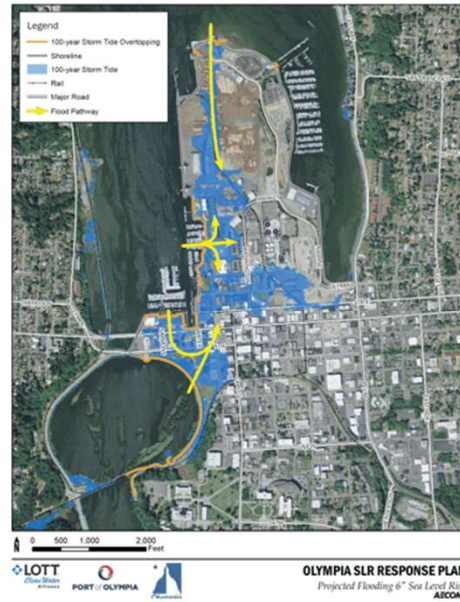 Legend
100-year Storm Tide Overtopping
Shoreline
100-year Storm Tide
Rail
Major Road
Flood Pathway
N
0 500 1,000 2,000
Feet
LOTT
Clean Water
Alliance
PORT OF OLYMPIA
Olympia
OLYMPIA SLR RESPONSE PLA
Projected Flooding 6" Sea Level Ris
AECOM